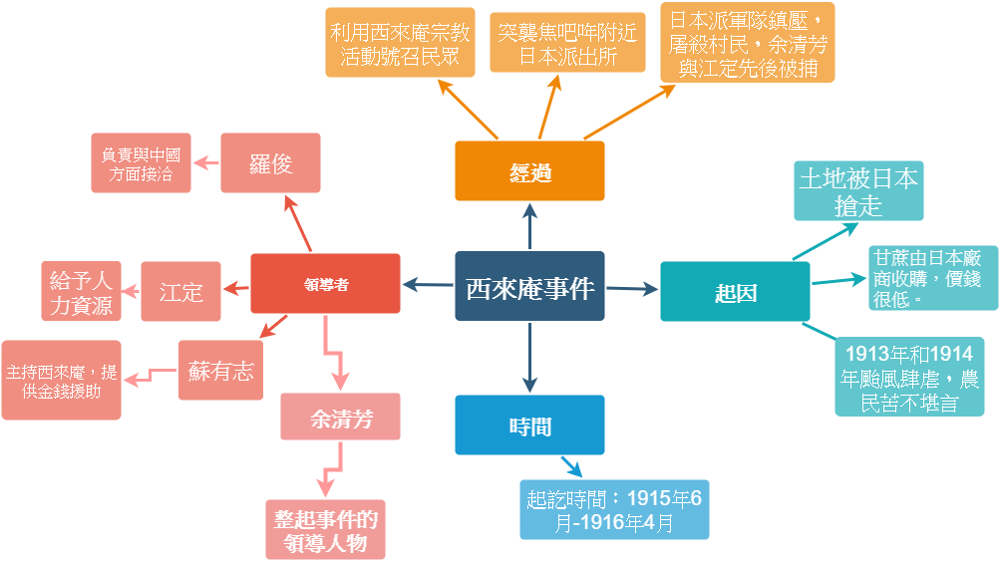 利用西來庵宗教
活動號召民眾
突襲焦吧哖附近
日本派出所
日本派軍隊鎮壓，
屠殺村民，余清芳
與江定先後被捕
經過
負責與中國
方面接洽
羅俊
土地被日本
搶走
給予人
力資源
江定
領導者
西來庵事件
起因
甘蔗由日本廠
商收購，價錢
很低。
主持西來庵，提
供金錢援助
蘇有志
1913年和1914
年颱風肆虐，農
民苦不堪言
余清芳
時間
整起事件的
領導人物
起訖時間：1915年6
月-1916年4月